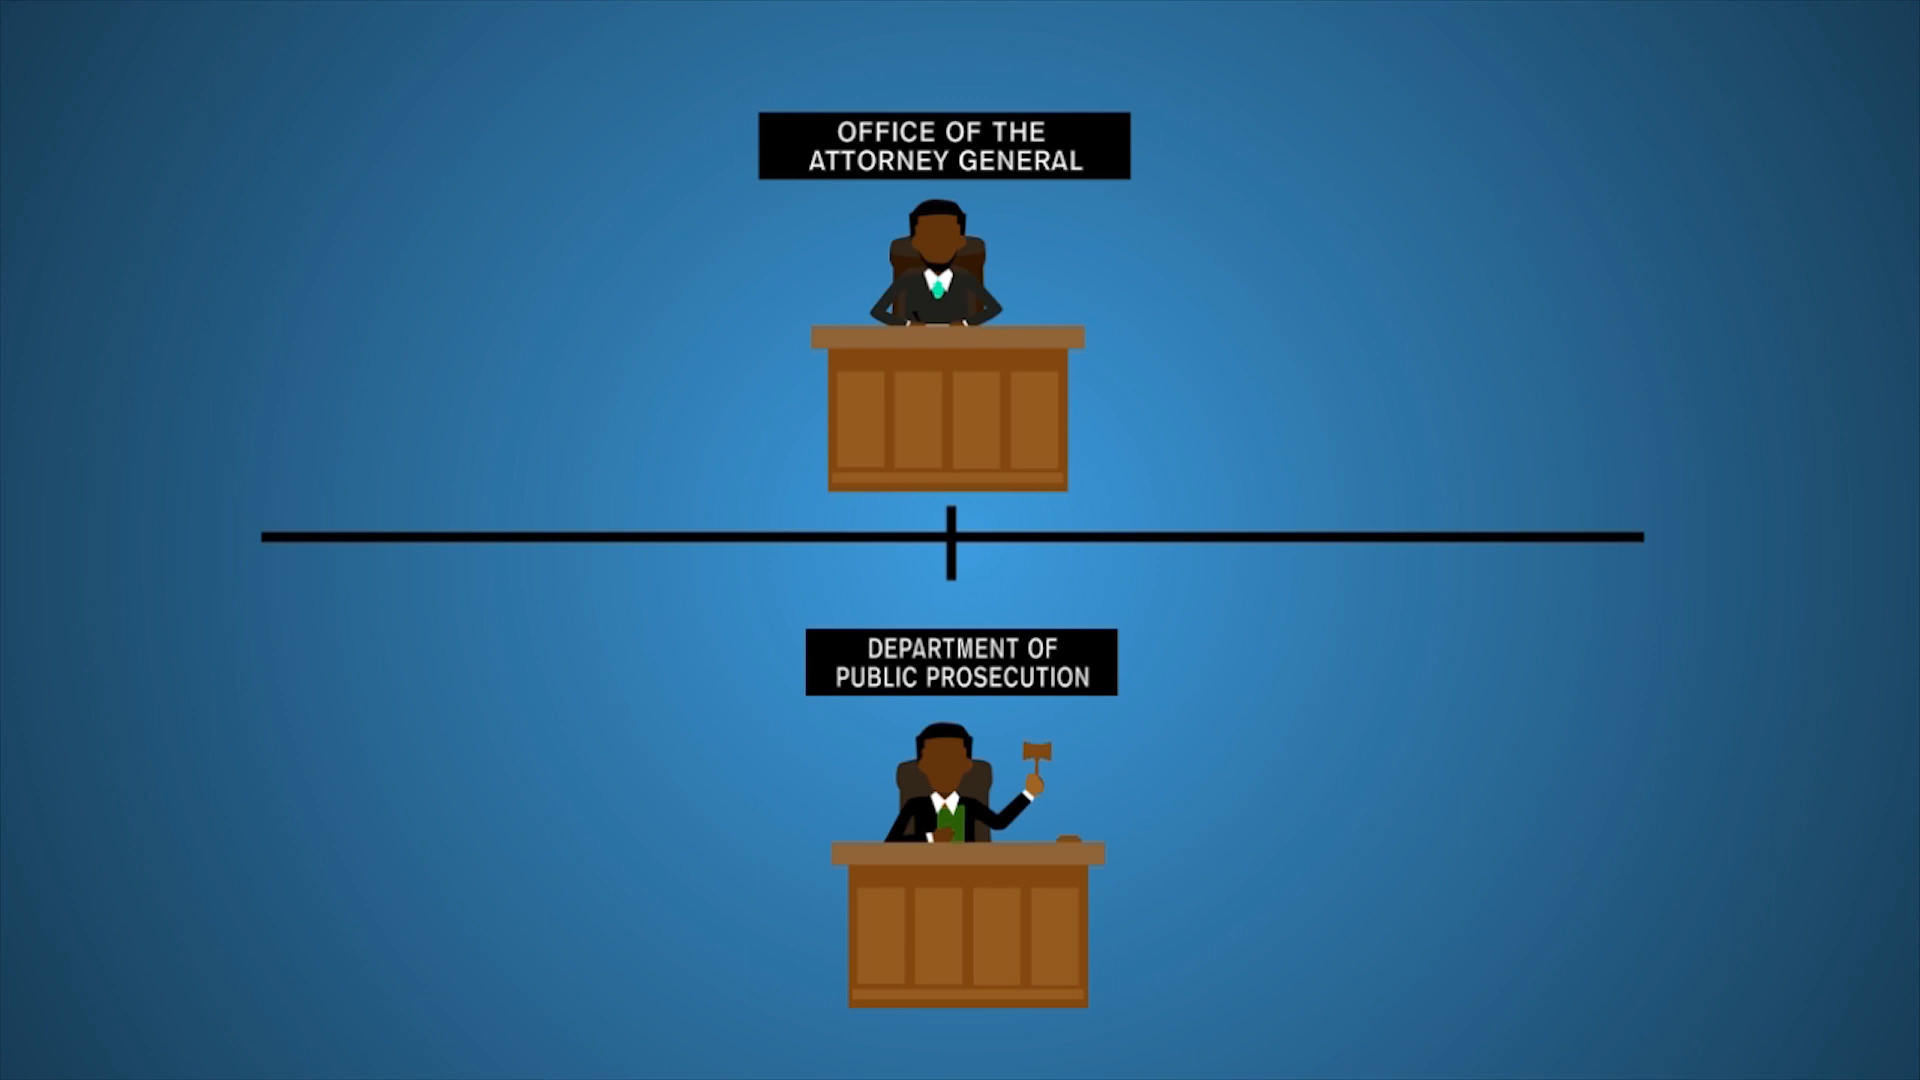 OFFICE OF THE
ATTORNEY GENERAL
DEPARTMENT OF
PUBLIC PROSECUTION